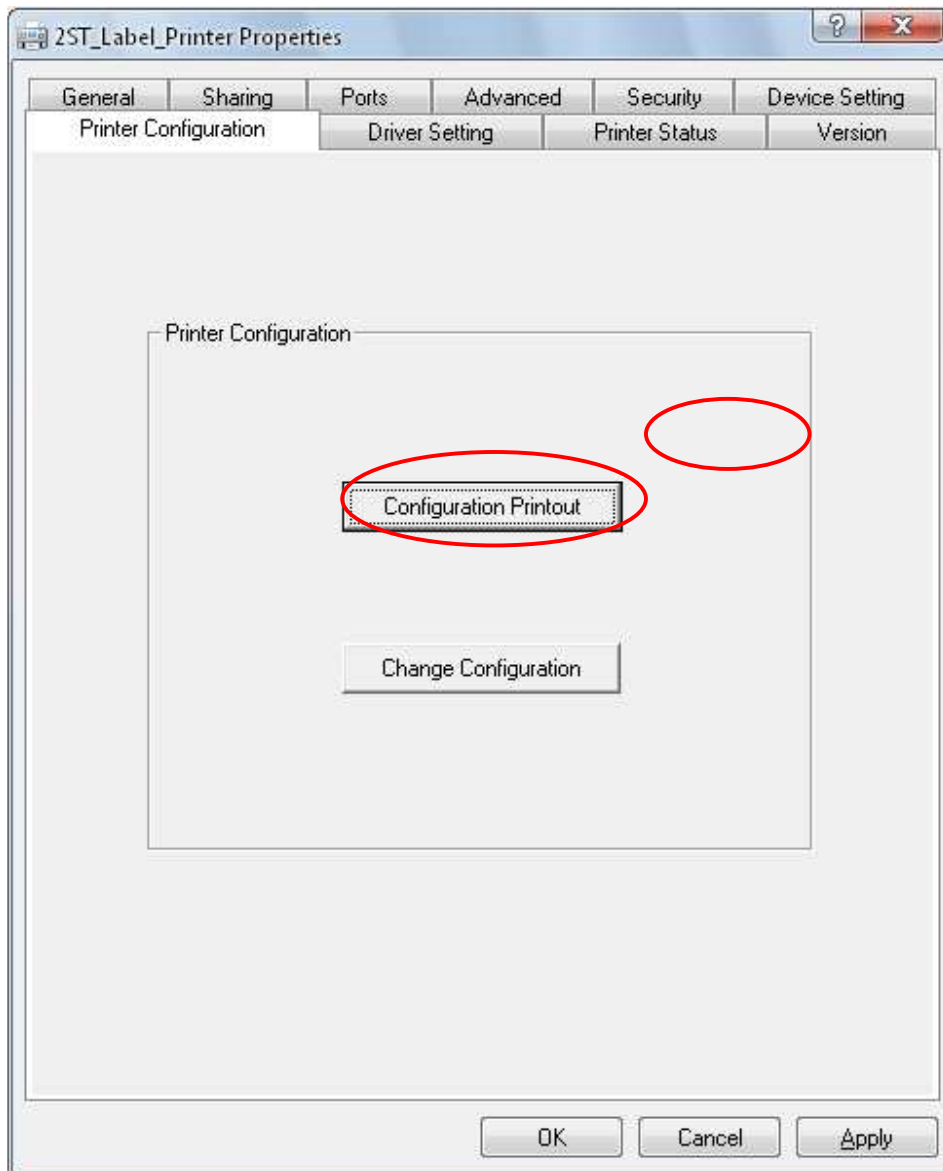 2ST_Label_Printer Properties
?
X
General Sharing Ports Advanced Security Device Setting
Printer Configuration Driver Setting Printer Status Version
Printer Configuration
Configuration Printout
Change Configuration
OK Cancel Apply